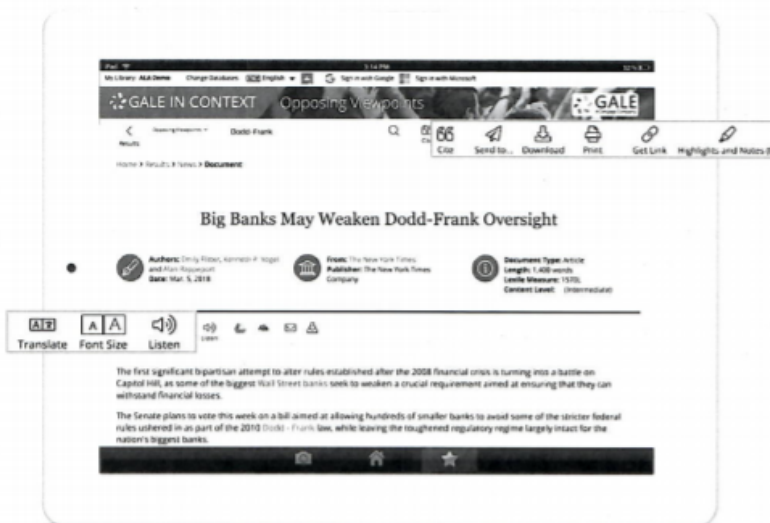 iPad 3:14 PM 92%
My Library: ALA Demo Change Databases English Sign in with Google Sign in with Microsoft
GALE IN CONTEXT Opposing Viewpoints GALE
Results Opposing Viewpoints Dodd-Frank
Cite Send to... Download Print Get Link Highlights and Notes
Home > Results > News > Document
Big Banks May Weaken Dodd-Frank Oversight
Authors: Emily Flitter, Kenneth P. Vogel
and Alan Rappeport
Date: Mar. 5, 2018
From: The New York Times
Publisher: The New York Times
Company
Document Type: Article
Length: 1,400 words
Lexile Measure: 1570L
Content Level: (Intermediate)
Translate Font Size Listen
Listen
The first significant bipartisan attempt to alter rules established after the 2008 financial crisis is turning into a battle on
Capitol Hill, as some of the biggest Wall Street banks seek to weaken a crucial requirement aimed at ensuring that they can
withstand financial losses.
The Senate plans to vote this week on a bill aimed at allowing hundreds of smaller banks to avoid some of the stricter federal
rules ushered in as part of the 2010 Dodd - Frank law, while leaving the toughened regulatory regime largely intact for the
nation's biggest banks.